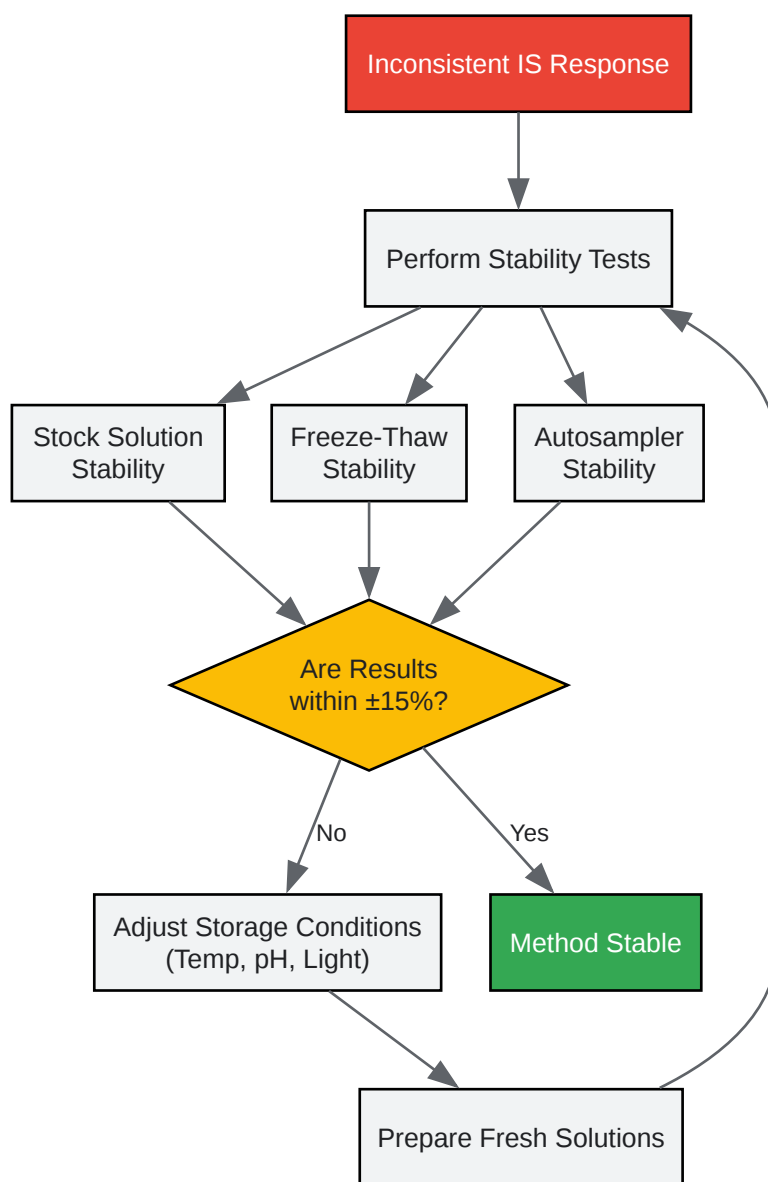 Inconsistent IS Response
Perform Stability Tests
Stock Solution
Stability
Freeze-Thaw
Stability
Autosampler
Stability
Are Results
within ±15%?
No
Yes
Adjust Storage Conditions
(Temp, pH, Light)
Method Stable
Prepare Fresh Solutions